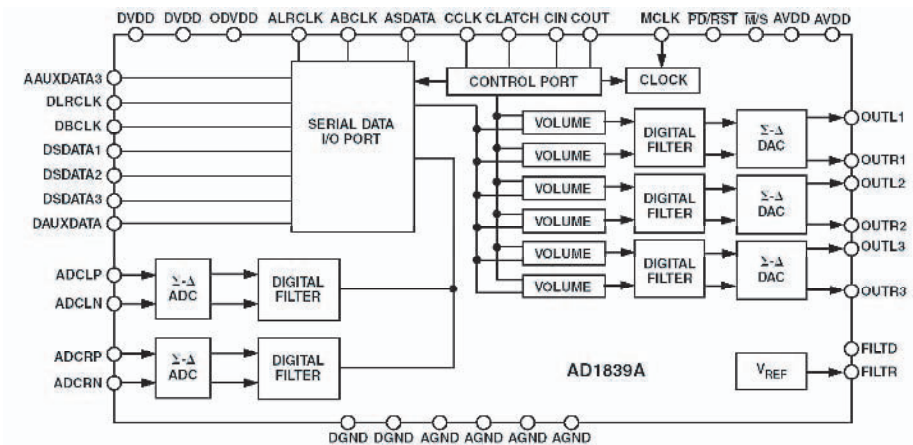 DVDD DVDD ODVDD ALRCLK ABCLK ASDATA CCLK CLATCH CIN COUT MCLK PD/RST M/S AVDD AVDD
AAUXDATA3
DLRCLK
DBCLK
DSDATA1
DSDATA2
DSDATA3
DAUXDATA
ADCLP
ADCLN
ADCRP
ADCRN
SERIAL DATA
I/O PORT
CONTROL PORT
CLOCK
VOLUME
VOLUME
VOLUME
VOLUME
VOLUME
VOLUME
DIGITAL
FILTER
DIGITAL
FILTER
DIGITAL
FILTER
Σ-Δ
DAC
Σ-Δ
DAC
Σ-Δ
DAC
OUTL1
OUTR1
OUTL2
OUTR2
OUTL3
OUTR3
Σ-Δ
ADC
DIGITAL
FILTER
Σ-Δ
ADC
DIGITAL
FILTER
AD1839A
VREF
FILTD
FILTR
DGND DGND AGND AGND AGND AGND